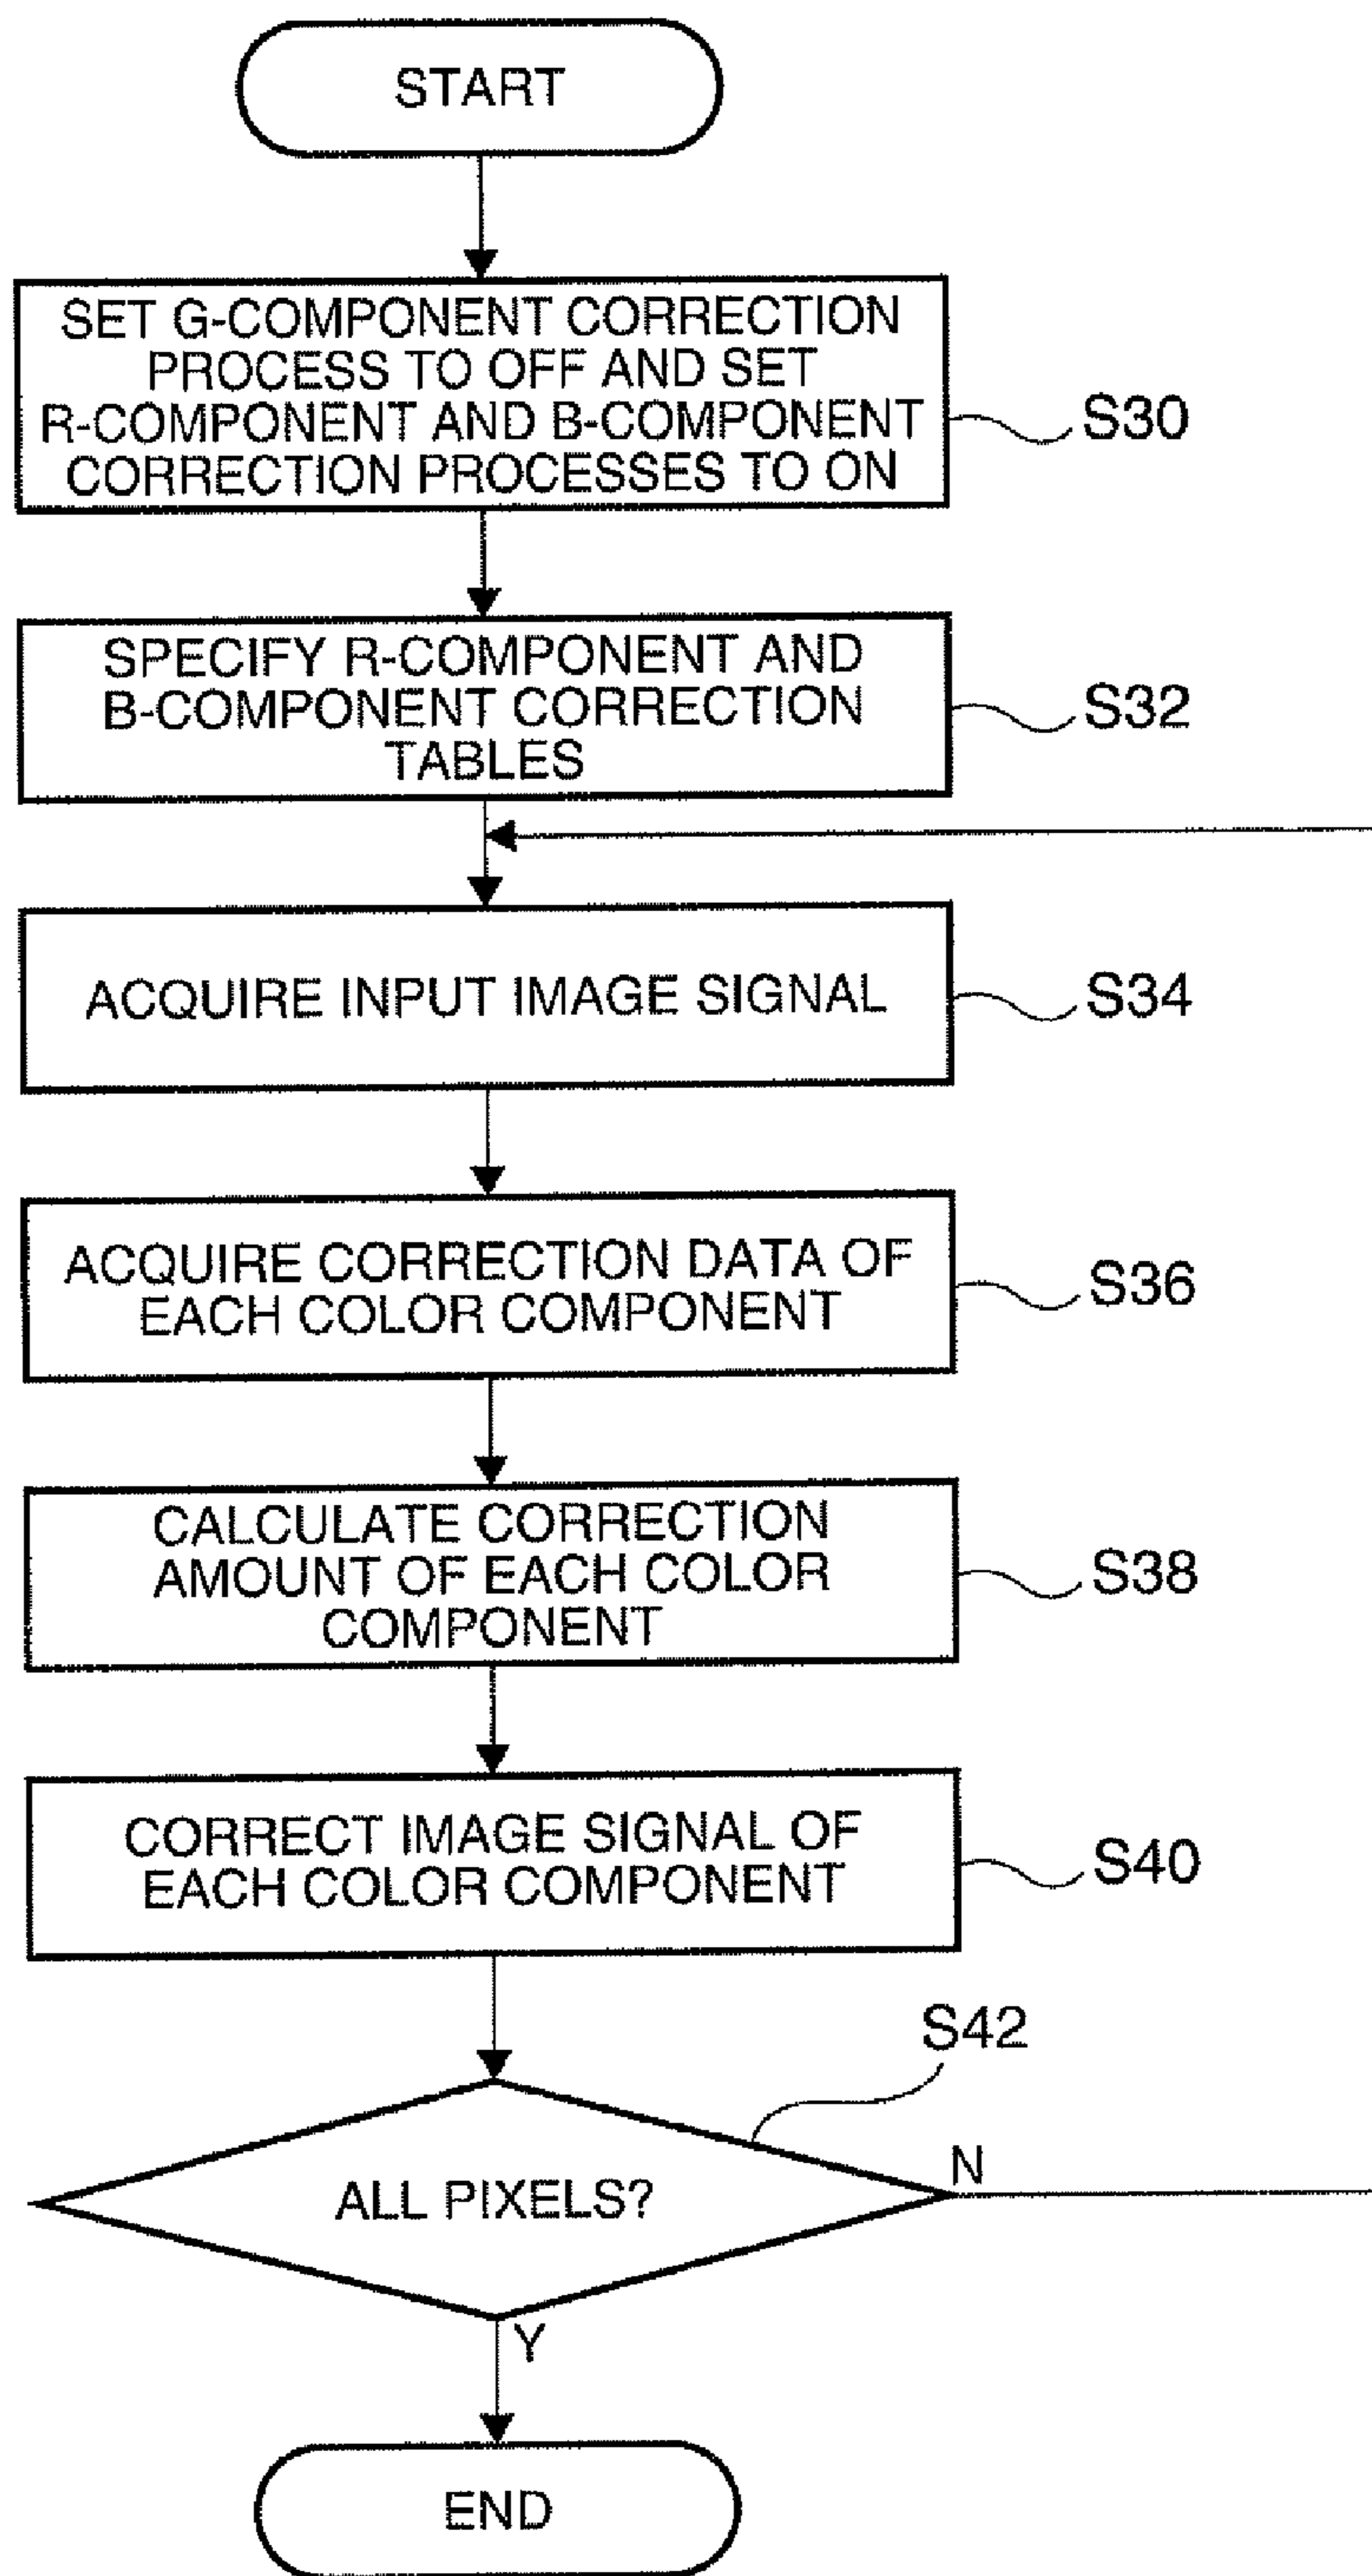 START
SET G-COMPONENT CORRECTION
PROCESS TO OFF AND SET
R-COMPONENT AND B-COMPONENT
CORRECTION PROCESSES TO ON
S30
SPECIFY R-COMPONENT AND
B-COMPONENT CORRECTION
TABLES
S32
ACQUIRE INPUT IMAGE SIGNAL
S34
ACQUIRE CORRECTION DATA OF
EACH COLOR COMPONENT
S36
CALCULATE CORRECTION
AMOUNT OF EACH COLOR
COMPONENT
S38
CORRECT IMAGE SIGNAL OF
EACH COLOR COMPONENT
S40
S42
ALL PIXELS?
N
Y
END